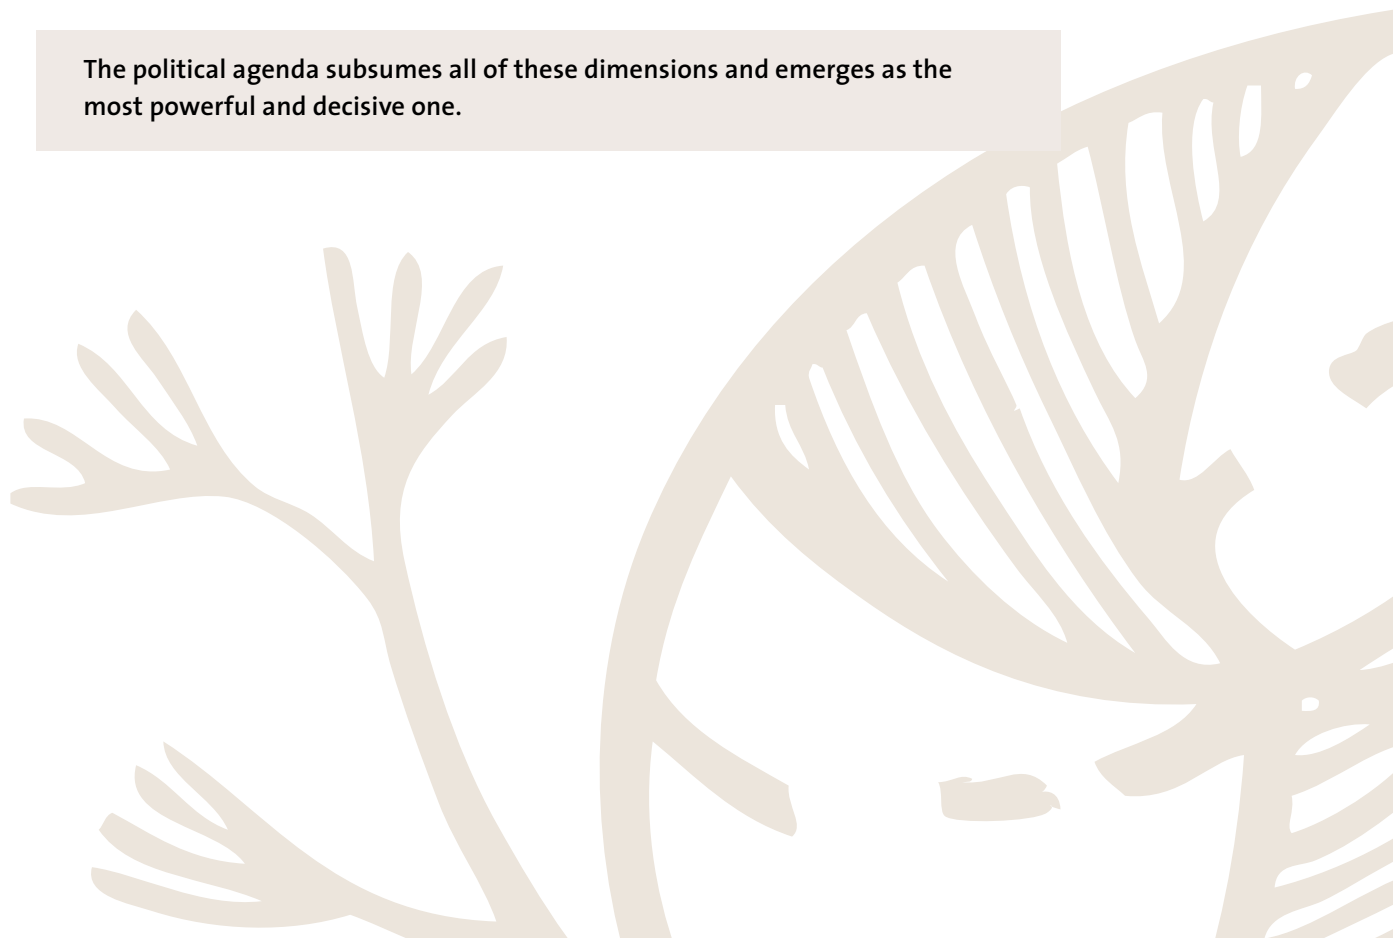 The political agenda subsumes all of these dimensions and emerges as the
most powerful and decisive one.